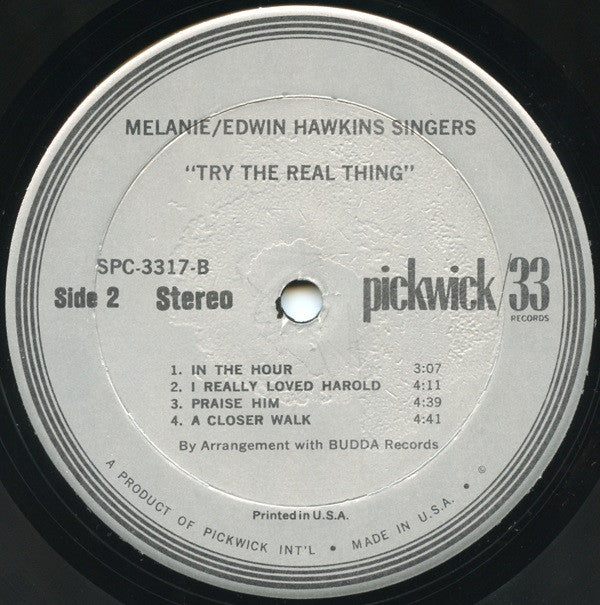 MELANIE/EDWIN HAWKINS SINGERS
"TRY THE REAL THING"
SPC-3317-B
Side 2 Stereo
pickwick/33
RECORDS
1. IN THE HOUR 3:07
2. I REALLY LOVED HAROLD 4:11
3. PRAISE HIM 4:39
4. A CLOSER WALK 4:41
By Arrangement with BUDDA Records
Printed in U.S.A.
A PRODUCT OF PICKWICK INT'L • MADE IN U.S.A. • ©